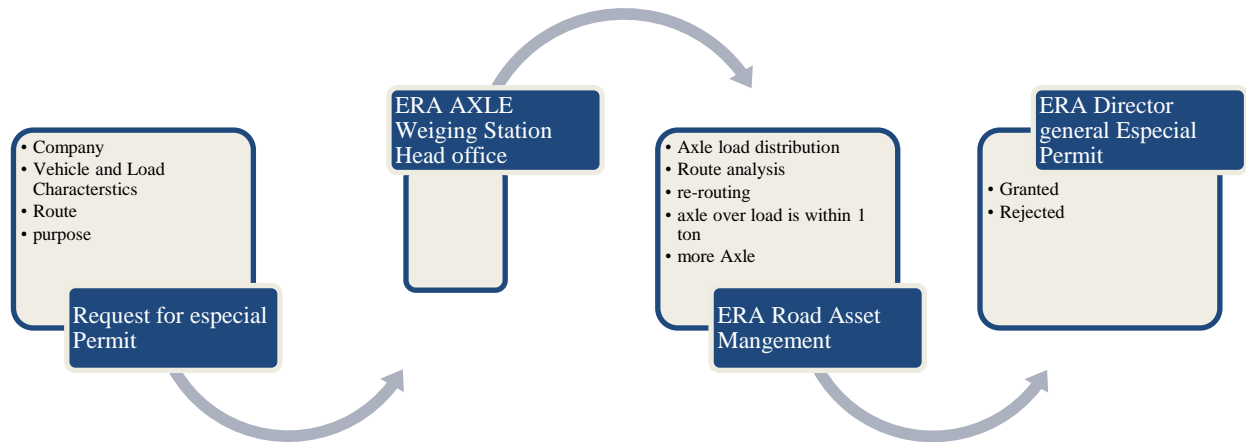 • Company
• Vehicle and Load
Characterstics
• Route
• purpose
Request for especial
Permit
ERA AXLE
Weiging Station
Head office
• Axle load distribution
• Route analysis
• re-routing
• axle over load is within 1
ton
• more Axle
ERA Road Asset
Mangement
ERA Director
general Especial
Permit
• Granted
• Rejected